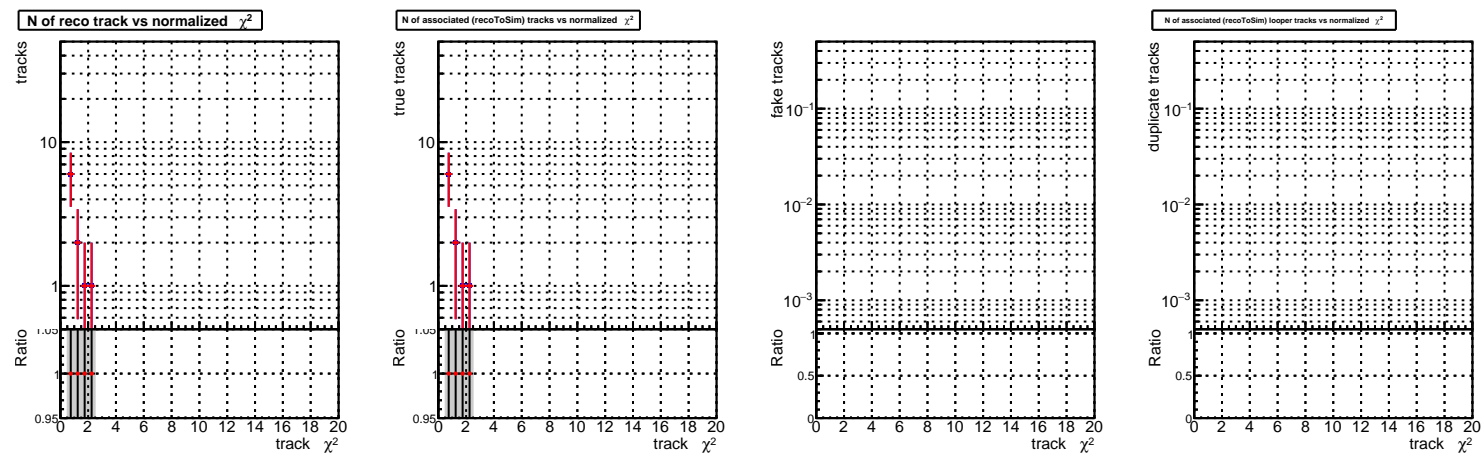 N of reco track vs normalized χ²
tracks
10
1
Ratio
1.05
1
0.95
0 2 4 6 8 10 12 14 16 18 20
track χ²
N of associated (recoToSim) tracks vs normalized χ²
true tracks
10
1
Ratio
1.05
1
0.95
0 2 4 6 8 10 12 14 16 18 20
track χ²
fake tracks
10⁻¹
10⁻²
10⁻³
Ratio
1
0.5
0
0 2 4 6 8 10 12 14 16 18 20
track χ²
N of associated (recoToSim) looper tracks vs normalized χ²
duplicate tracks
10⁻¹
10⁻²
10⁻³
Ratio
1
0.5
0
0 2 4 6 8 10 12 14 16 18 20
track χ²